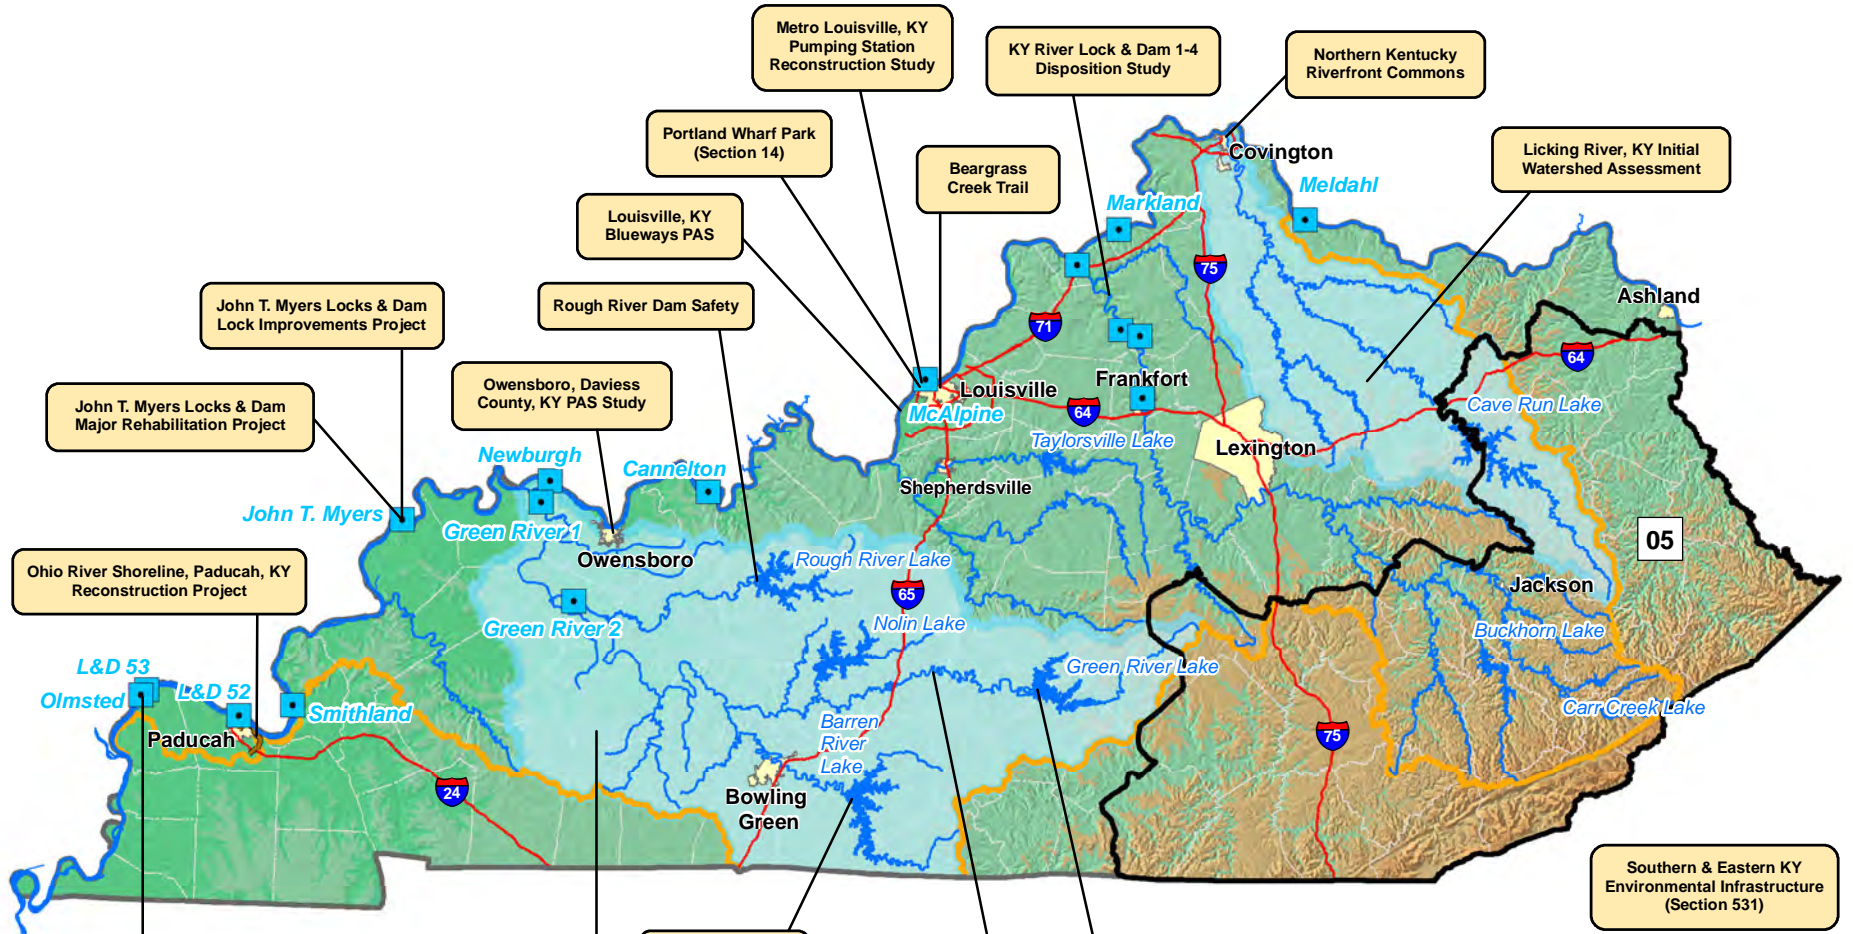 Metro Louisville, KY
Pumping Station
Reconstruction Study
KY River Lock & Dam 1-4
Disposition Study
Northern Kentucky
Riverfront Commons
Portland Wharf Park
(Section 14)
Beargrass
Creek Trail
Licking River, KY Initial
Watershed Assessment
Louisville, KY
Blueways PAS
John T. Myers Locks & Dam
Lock Improvements Project
Rough River Dam Safety
Owensboro, Daviess
County, KY PAS Study
John T. Myers Locks & Dam
Major Rehabilitation Project
Ohio River Shoreline, Paducah, KY
Reconstruction Project
Southern & Eastern KY
Environmental Infrastructure
(Section 531)
Covington
Meldahl
Markland
75
Ashland
71
64
Louisville
Frankfort
McAlpine
64
Cave Run Lake
Taylorsville Lake
Lexington
Newburgh
Cannelton
Shepherdsville
John T. Myers
Green River 1
Owensboro
Rough River Lake
05
Jackson
65
Nolin Lake
Green River 2
Buckhorn Lake
Green River Lake
L&D 53
Olmsted
L&D 52
Smithland
Carr Creek Lake
Paducah
Barren
River
Lake
75
24
Bowling
Green